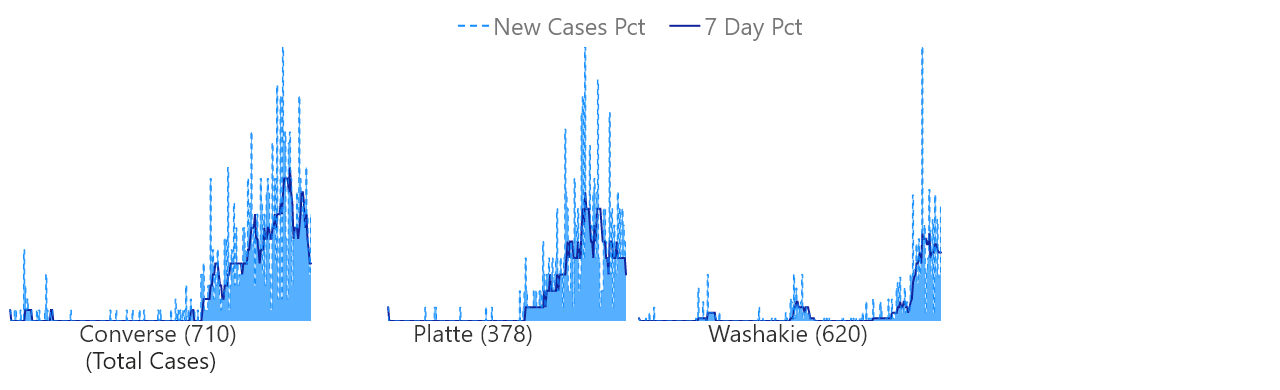 New Cases Pct 7 Day Pct
Converse (710) Platte (378) Washakie (620)
(Total Cases)